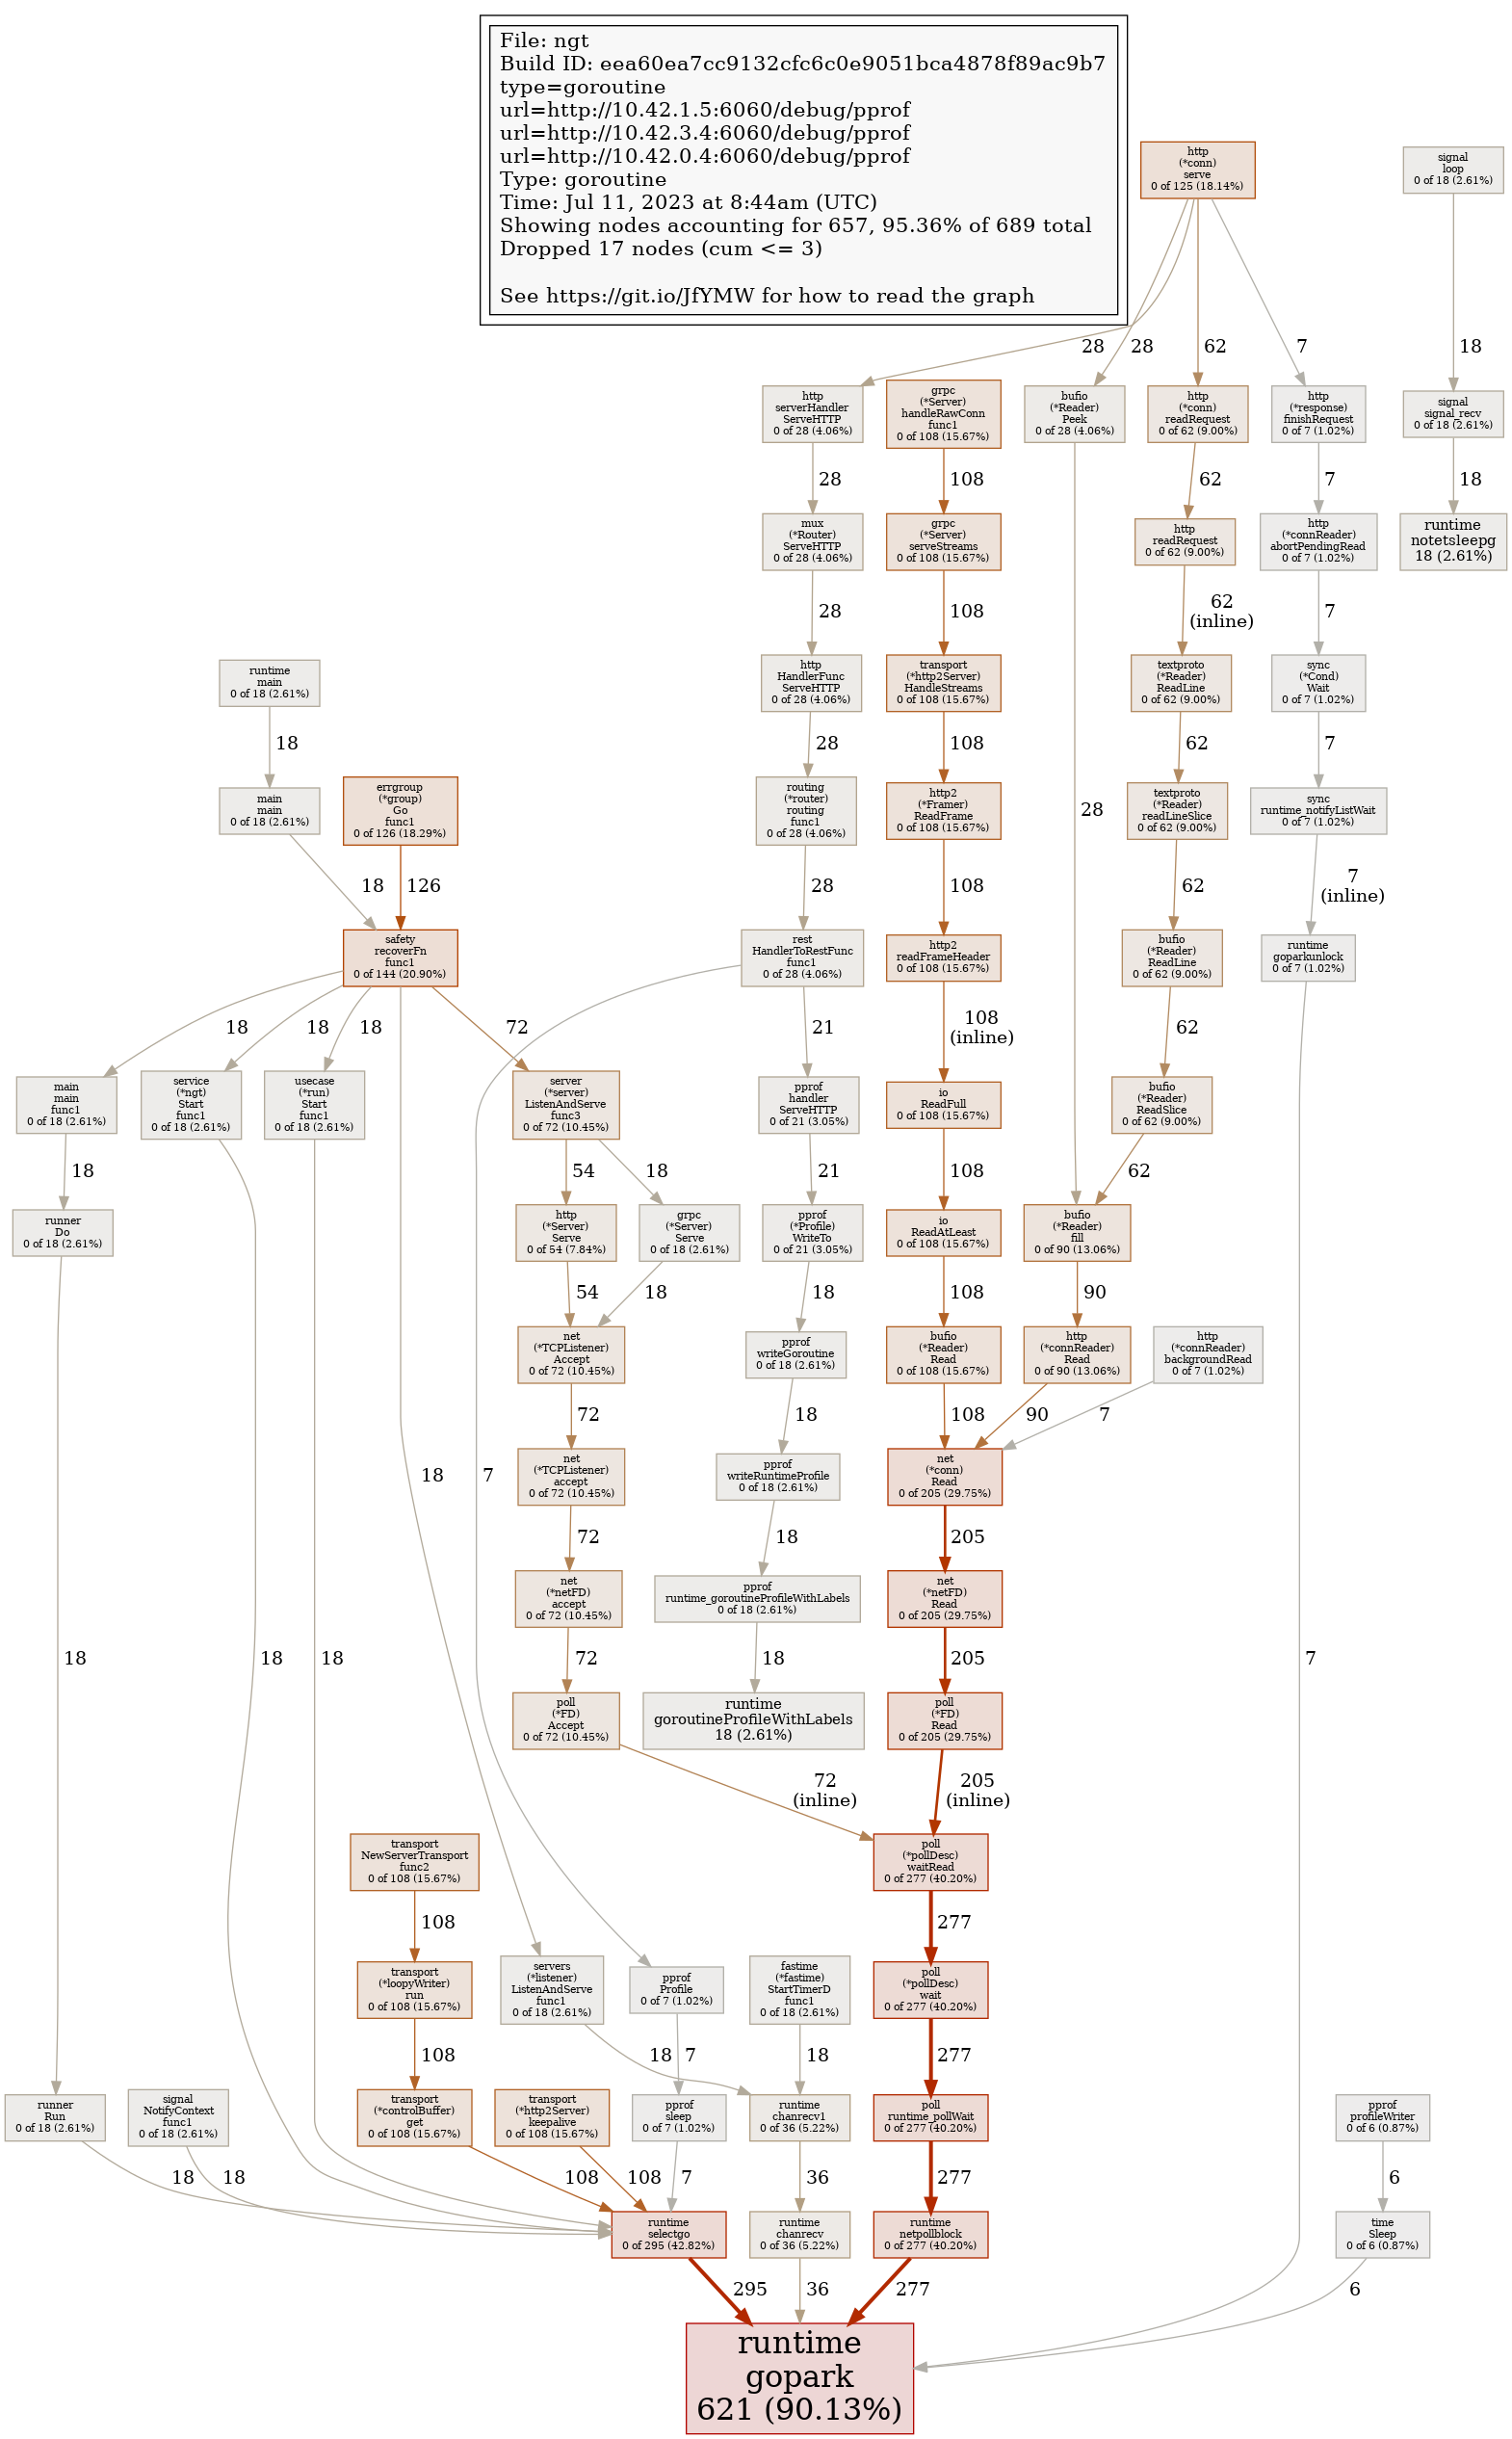 File: ngt
Build ID: eea60ea7cc9132cfc6c0e9051bca4878f89ac9b7
type=goroutine
url=http://10.42.1.5:6060/debug/pprof
url=http://10.42.3.4:6060/debug/pprof
url=http://10.42.0.4:6060/debug/pprof
Type: goroutine
Time: Jul 11, 2023 at 8:44am (UTC)
Showing nodes accounting for 657, 95.36% of 689 total
Dropped 17 nodes (cum <= 3)
See https://git.io/JfYMW for how to read the graph
http
(*conn)
serve
0 of 125 (18.14%)
signal
loop
0 of 18 (2.61%)
28
28
62
7
18
http
serverHandler
ServeHTTP
0 of 28 (4.06%)
grpc
(*Server)
handleRawConn
func1
0 of 108 (15.67%)
bufio
(*Reader)
Peek
0 of 28 (4.06%)
http
(*conn)
readRequest
0 of 62 (9.00%)
http
(*response)
finishRequest
0 of 7 (1.02%)
signal
signal_recv
0 of 18 (2.61%)
28
108
62
7
18
mux
(*Router)
ServeHTTP
0 of 28 (4.06%)
grpc
(*Server)
serveStreams
0 of 108 (15.67%)
http
readRequest
0 of 62 (9.00%)
http
(*connReader)
abortPendingRead
0 of 7 (1.02%)
runtime
notetsleepg
18 (2.61%)
28
108
62
(inline)
7
runtime
main
0 of 18 (2.61%)
http
HandlerFunc
ServeHTTP
0 of 28 (4.06%)
transport
(*http2Server)
HandleStreams
0 of 108 (15.67%)
textproto
(*Reader)
ReadLine
0 of 62 (9.00%)
sync
(*Cond)
Wait
0 of 7 (1.02%)
18
28
108
62
7
main
main
0 of 18 (2.61%)
errgroup
(*group)
Go
func1
0 of 126 (18.29%)
routing
(*router)
routing
func1
0 of 28 (4.06%)
http2
(*Framer)
ReadFrame
0 of 108 (15.67%)
28
textproto
(*Reader)
readLineSlice
0 of 62 (9.00%)
sync
runtime_notifyListWait
0 of 7 (1.02%)
18
126
28
108
62
7
(inline)
safety
recoverFn
func1
0 of 144 (20.90%)
rest
HandlerToRestFunc
func1
0 of 28 (4.06%)
http2
readFrameHeader
0 of 108 (15.67%)
bufio
(*Reader)
ReadLine
0 of 62 (9.00%)
runtime
goparkunlock
0 of 7 (1.02%)
18
18
18
72
21
108
(inline)
62
main
main
func1
0 of 18 (2.61%)
service
(*ngt)
Start
func1
0 of 18 (2.61%)
usecase
(*run)
Start
func1
0 of 18 (2.61%)
server
(*server)
ListenAndServe
func3
0 of 72 (10.45%)
pprof
handler
ServeHTTP
0 of 21 (3.05%)
io
ReadFull
0 of 108 (15.67%)
bufio
(*Reader)
ReadSlice
0 of 62 (9.00%)
18
54
18
21
108
62
runner
Do
0 of 18 (2.61%)
http
(*Server)
Serve
0 of 54 (7.84%)
grpc
(*Server)
Serve
0 of 18 (2.61%)
pprof
(*Profile)
WriteTo
0 of 21 (3.05%)
io
ReadAtLeast
0 of 108 (15.67%)
bufio
(*Reader)
fill
0 of 90 (13.06%)
54
18
18
108
90
net
(*TCPListener)
Accept
0 of 72 (10.45%)
pprof
writeGoroutine
0 of 18 (2.61%)
bufio
(*Reader)
Read
0 of 108 (15.67%)
http
(*connReader)
Read
0 of 90 (13.06%)
http
(*connReader)
backgroundRead
0 of 7 (1.02%)
18
7
72
18
108
90
7
net
(*TCPListener)
accept
0 of 72 (10.45%)
pprof
writeRuntimeProfile
0 of 18 (2.61%)
net
(*conn)
Read
0 of 205 (29.75%)
72
18
205
net
(*netFD)
accept
0 of 72 (10.45%)
pprof
runtime_goroutineProfileWithLabels
0 of 18 (2.61%)
net
(*netFD)
Read
0 of 205 (29.75%)
18
18
18
72
18
205
7
poll
(*FD)
Accept
0 of 72 (10.45%)
runtime
goroutineProfileWithLabels
18 (2.61%)
poll
(*FD)
Read
0 of 205 (29.75%)
72
(inline)
205
(inline)
transport
NewServerTransport
func2
0 of 108 (15.67%)
poll
(*pollDesc)
waitRead
0 of 277 (40.20%)
108
277
transport
(*loopyWriter)
run
0 of 108 (15.67%)
servers
(*listener)
ListenAndServe
func1
0 of 18 (2.61%)
pprof
Profile
0 of 7 (1.02%)
fastime
(*fastime)
StartTimerD
func1
0 of 18 (2.61%)
poll
(*pollDesc)
wait
0 of 277 (40.20%)
108
18
7
18
277
runner
Run
0 of 18 (2.61%)
signal
NotifyContext
func1
0 of 18 (2.61%)
transport
(*controlBuffer)
get
0 of 108 (15.67%)
transport
(*http2Server)
keepalive
0 of 108 (15.67%)
pprof
sleep
0 of 7 (1.02%)
runtime
chanrecv1
0 of 36 (5.22%)
poll
runtime_pollWait
0 of 277 (40.20%)
pprof
profileWriter
0 of 6 (0.87%)
18
18
108
108
7
36
277
6
runtime
selectgo
0 of 295 (42.82%)
runtime
chanrecv
0 of 36 (5.22%)
runtime
netpollblock
0 of 277 (40.20%)
time
Sleep
0 of 6 (0.87%)
295
36
277
6
runtime
gopark
621 (90.13%)